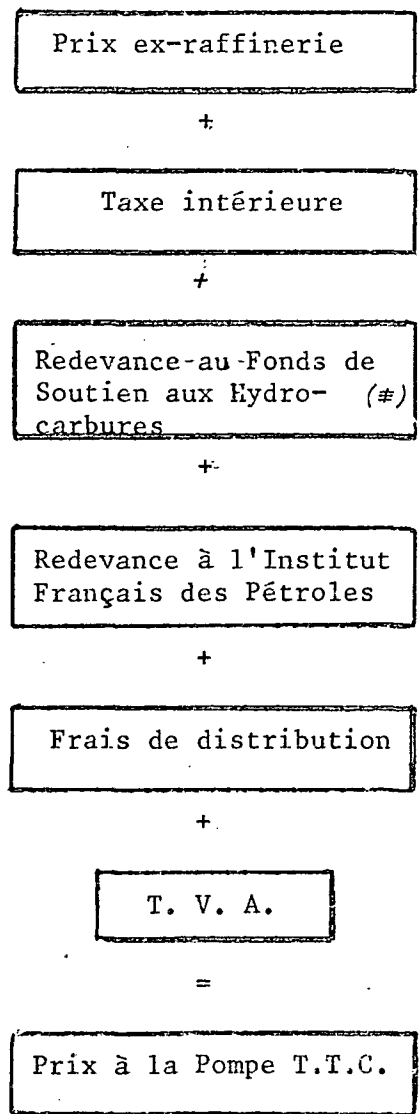 Prix ex-raffinerie
+
Taxe intérieure
+
Redevance-au-Fonds de
Soutien aux Hydro- (#)
carbures
+
Redevance à l'Institut
Français des Pétroles
+
Frais de distribution
+
T. V. A.
=
Prix à la Pompe T.T.C.